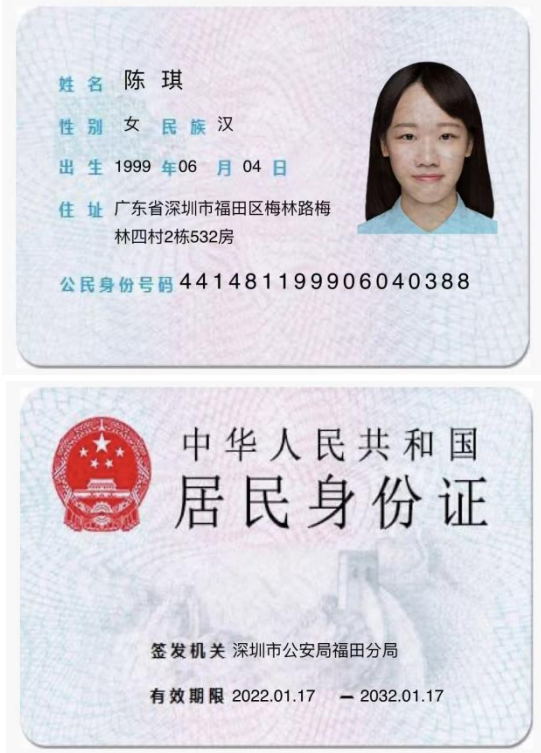 姓名 陈琪
性别 女 民族 汉
出生 1999 年 06 月 04 日
住址 广东省深圳市福田区梅林路梅
林四村2栋532房
公民身份号码 441481199906040388
中华人民共和国
居民身份证
签发机关 深圳市公安局福田分局
有效期限 2022.01.17 - 2032.01.17